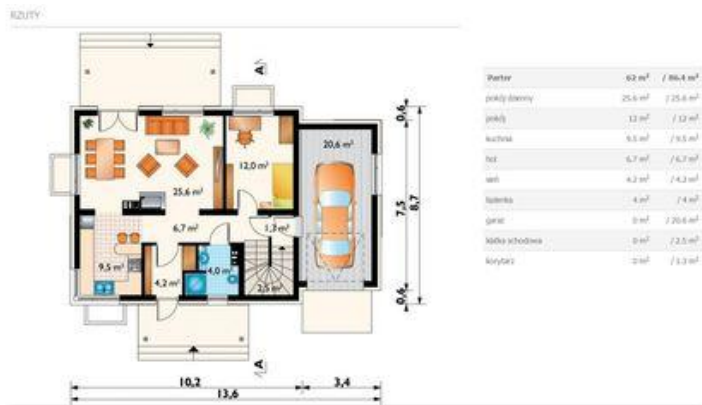 RZUTY
A
20,6 m²
12,0 m²
25,6 m²
6,7 m²
1,3 m²
9,5 m²
4,2 m²
4,0 m²
2,5 m²
A
0,6
7,5
8,7
0,6
10,2
3,4
13,6
Parter 62 m² / 86.4 m²
pokój dzienny 25.6 m² / 25.6 m²
pokój 12 m² / 12 m²
kuchnia 9.5 m² / 9.5 m²
hol 6.7 m² / 6.7 m²
sień 4.2 m² / 4.2 m²
łazienka 4 m² / 4 m²
garaż 0 m² / 20.6 m²
klatka schodowa 0 m² / 2.5 m²
korytarz 0 m² / 1.3 m²